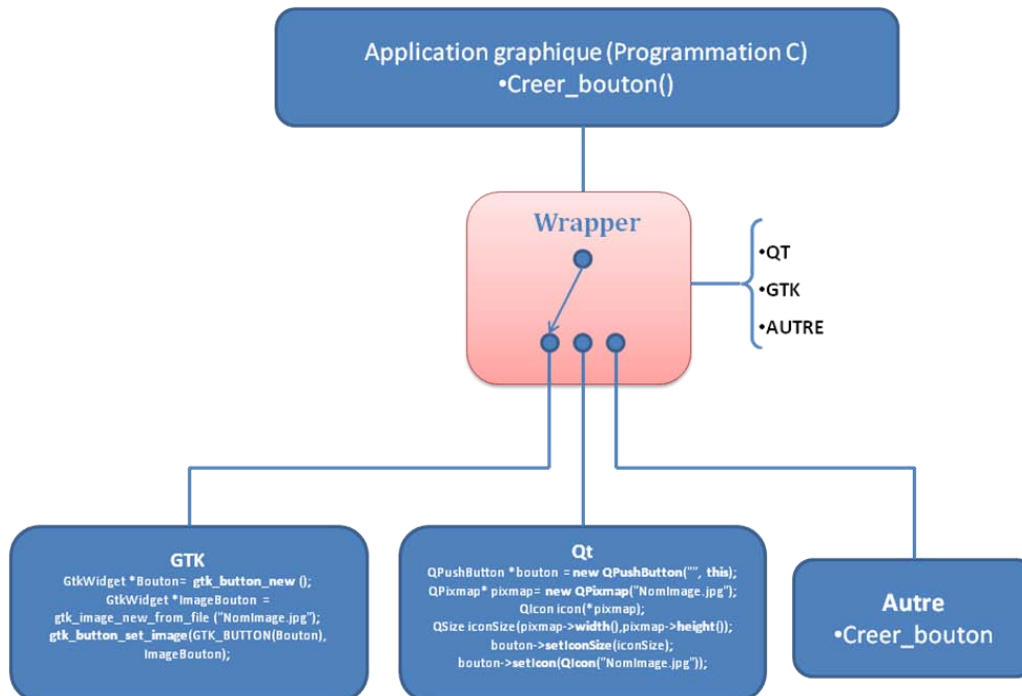 Application graphique (Programmation C)
•Creer_bouton()
Wrapper
•QT
•GTK
•AUTRE
GTK
GtkWidget *Bouton= gtk_button_new ();
GtkWidget *ImageBouton =
gtk_image_new_from_file ("NomImage.jpg");
gtk_button_set_image(GTK_BUTTON(Bouton),
ImageBouton);
Qt
QPushButton *bouton = new QPushButton("", this);
QPixmap* pixmap= new QPixmap("NomImage.jpg");
QIcon icon(*pixmap);
QSize iconSize(pixmap->width(),pixmap->height());
bouton->setIconSize(iconSize);
bouton->setIcon(QIcon("NomImage.jpg"));
Autre
•Creer_bouton